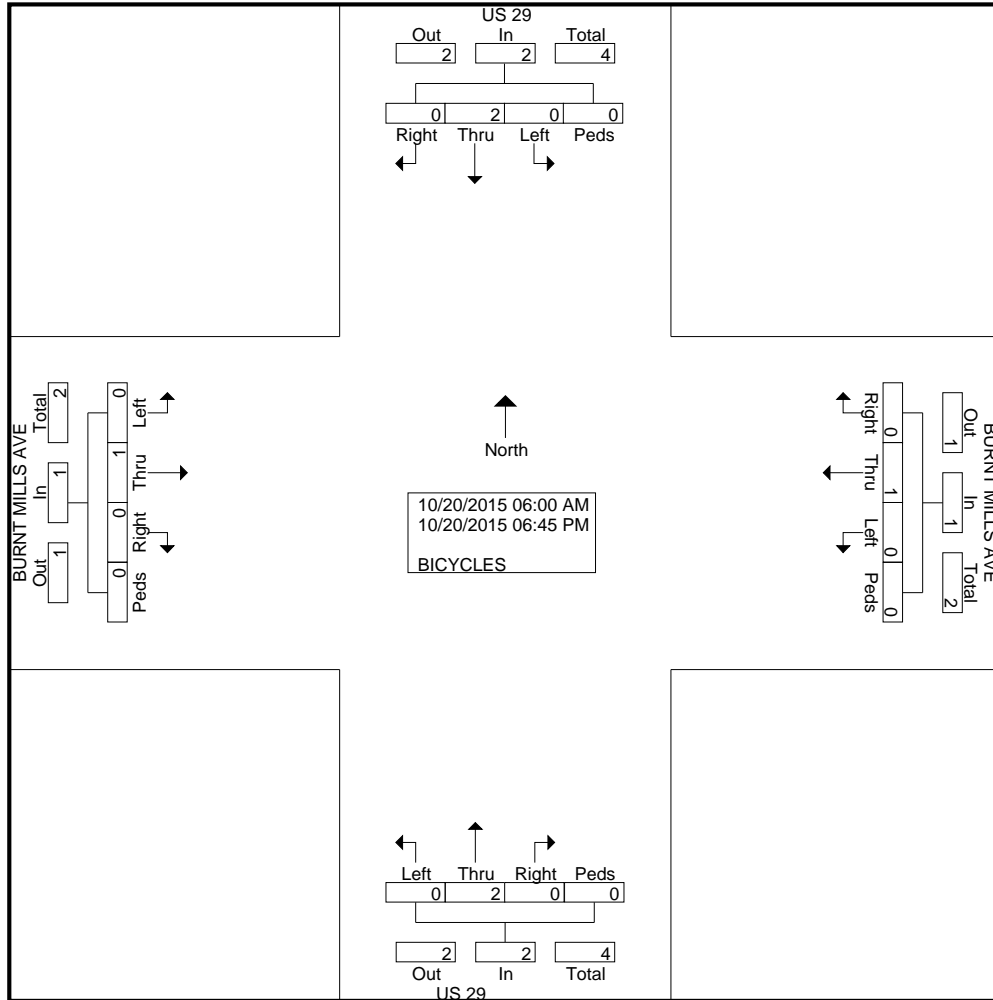 US 29
Out In Total
2 2 4
0 2 0 0
Right Thru Left Peds
BURNT MILLS AVE
Total In Out
2 1 1
0 1 0 0
Left Thru Right Peds
North
10/20/2015 06:00 AM
10/20/2015 06:45 PM
BICYCLES
Right Thru Left Peds
0 1 0 0
1 1 2
Out In Total
BURNT MILLS AVE
Left Thru Right Peds
0 2 0 0
2 2 4
Out In Total
US 29